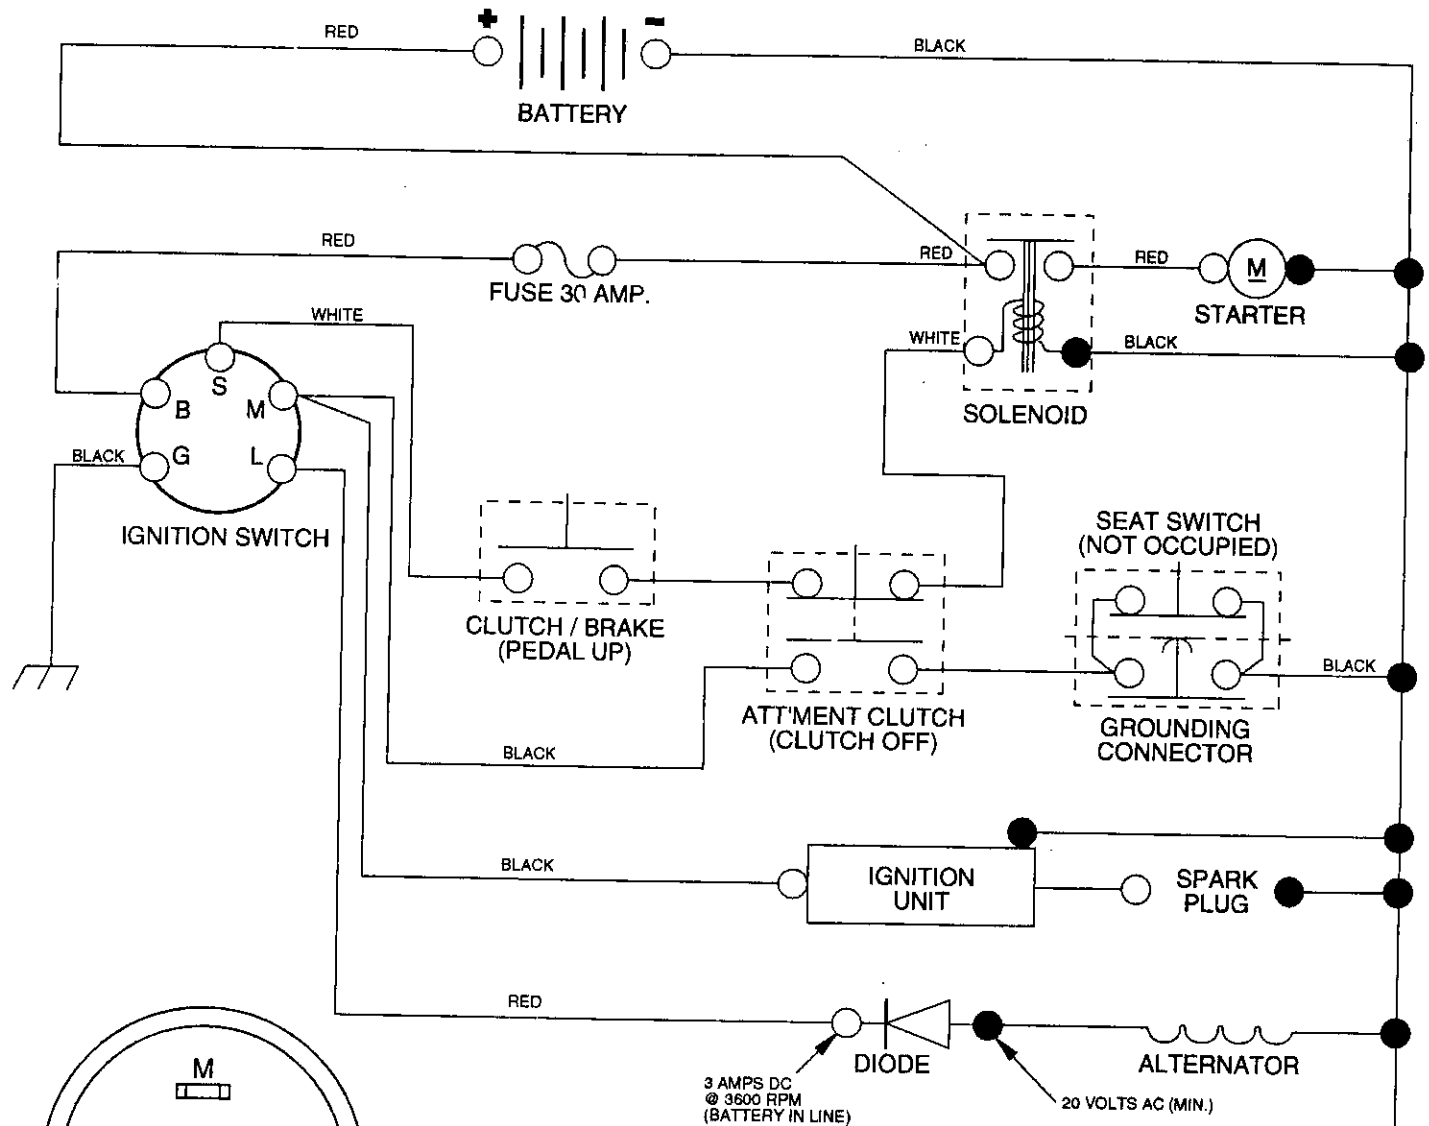 +
-
RED
BLACK
BATTERY
RED
RED
RED
M
FUSE 30 AMP.
STARTER
WHITE
WHITE
BLACK
S
B
M
SOLENOID
BLACK
G
L
IGNITION SWITCH
SEAT SWITCH
(NOT OCCUPIED)
CLUTCH / BRAKE
(PEDAL UP)
BLACK
ATT'MENT CLUTCH
(CLUTCH OFF)
GROUNDING
CONNECTOR
BLACK
BLACK
IGNITION
UNIT
SPARK
PLUG
RED
DIODE
ALTERNATOR
M
3 AMPS DC
@ 3600 RPM
(BATTERY IN LINE)
20 VOLTS AC (MIN.)